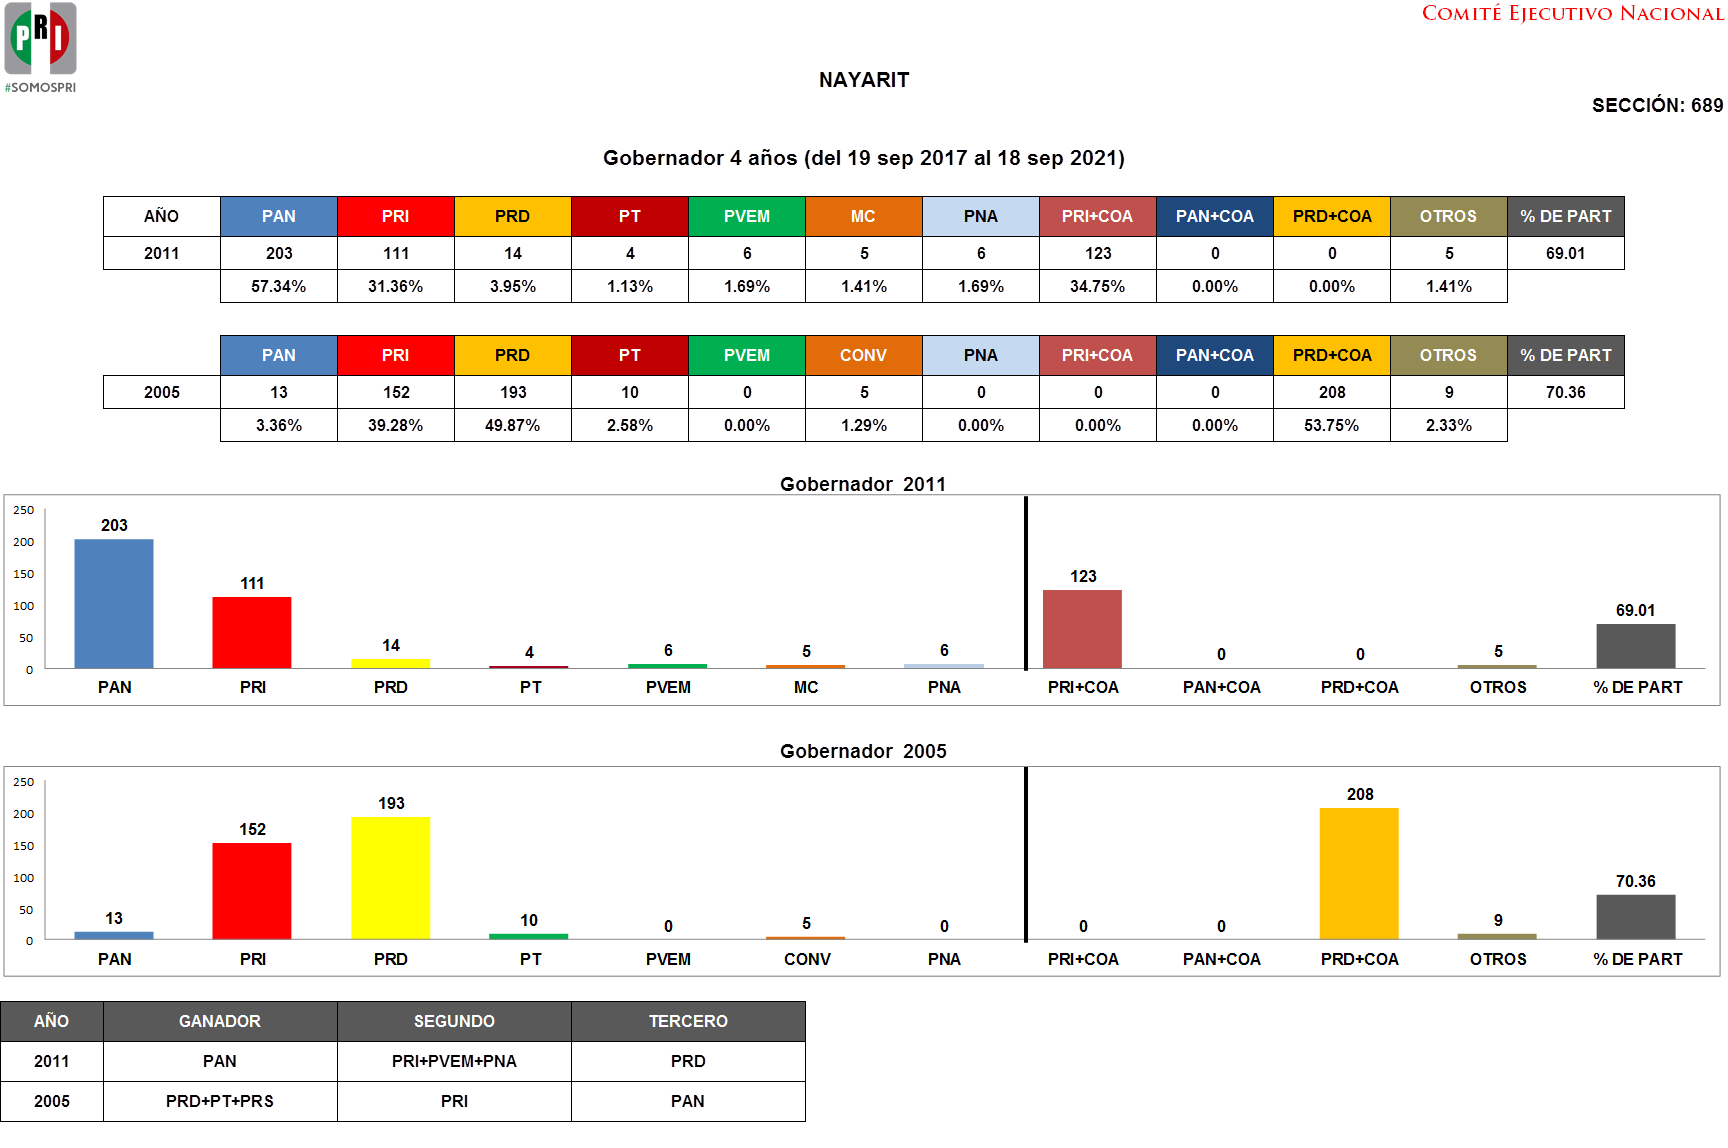 PRI
#SOMOSPRI
COMITÉ EJECUTIVO NACIONAL
NAYARIT
SECCIÓN: 689
Gobernador 4 años (del 19 sep 2017 al 18 sep 2021)
AÑO PAN PRI PRD PT PVEM MC PNA PRI+COA PAN+COA PRD+COA OTROS % DE PART
2011 203 111 14 4 6 5 6 123 0 0 5 69.01
57.34% 31.36% 3.95% 1.13% 1.69% 1.41% 1.69% 34.75% 0.00% 0.00% 1.41%
PAN PRI PRD PT PVEM CONV PNA PRI+COA PAN+COA PRD+COA OTROS % DE PART
2005 13 152 193 10 0 5 0 0 0 208 9 70.36
3.36% 39.28% 49.87% 2.58% 0.00% 1.29% 0.00% 0.00% 0.00% 53.75% 2.33%
Gobernador 2011
250
200
150
100
50
0
203 111 14 4 6 5 6 123 0 0 5 69.01
PAN PRI PRD PT PVEM MC PNA PRI+COA PAN+COA PRD+COA OTROS % DE PART
Gobernador 2005
250
200
150
100
50
0
13 152 193 10 0 5 0 0 0 208 9 70.36
PAN PRI PRD PT PVEM CONV PNA PRI+COA PAN+COA PRD+COA OTROS % DE PART
AÑO GANADOR SEGUNDO TERCERO
2011 PAN PRI+PVEM+PNA PRD
2005 PRD+PT+PRS PRI PAN